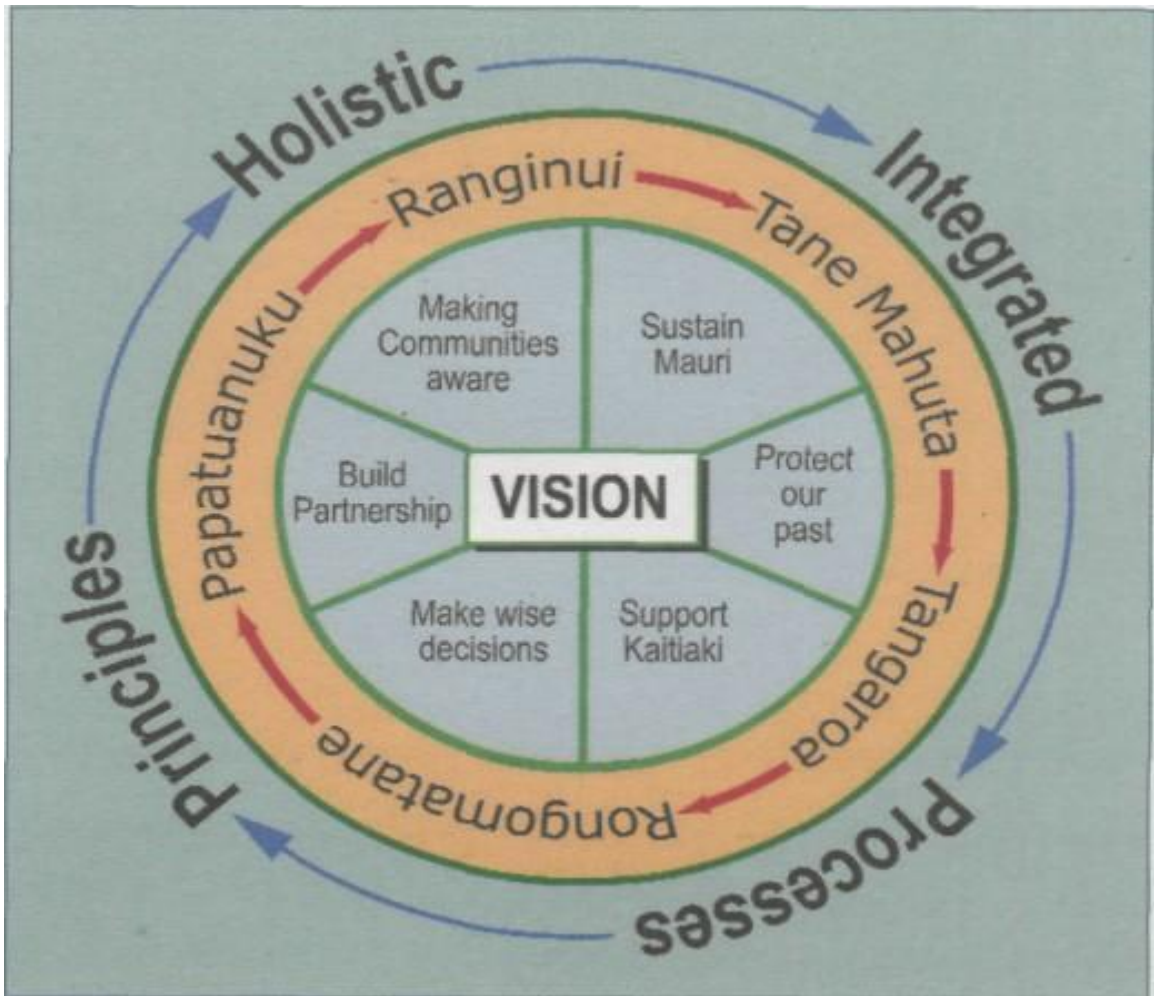 Holistic
Integrated
Processes
Principles
Ranginui
Tane Mahuta
Tangaroa
Rongomatane
Papatuanuku
Making
Communities
aware
Sustain
Mauri
Protect
our
past
Support
Kaitiaki
Make wise
decisions
Build
Partnership
VISION